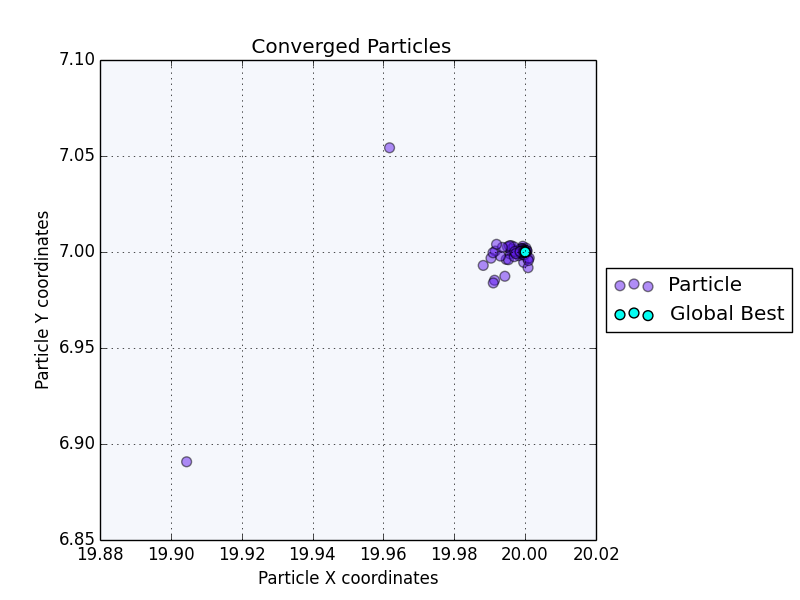 Converged Particles
7.10
7.05
7.00
6.95
6.90
6.85
Particle Y coordinates
19.88 19.90 19.92 19.94 19.96 19.98 20.00 20.02
Particle X coordinates
Particle
Global Best